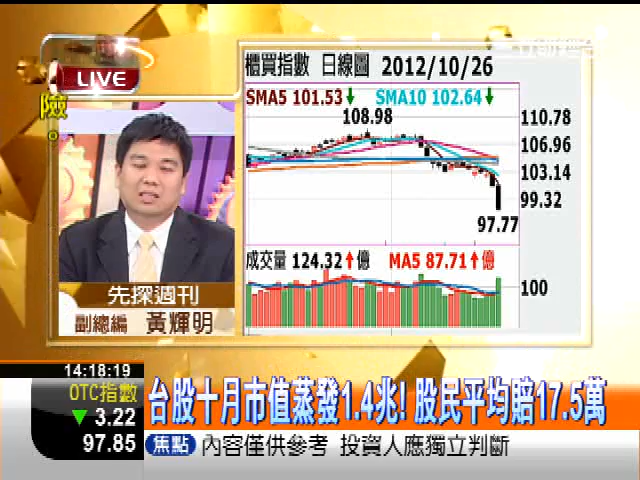 LIVE
險
櫃買指數 日線圖 2012/10/26
SMA5 101.53↓ SMA10 102.64↓
108.98
110.78
106.96
103.14
99.32
97.77
成交量 124.32↑億 MA5 87.71↑億
100
先探週刊
副總編 黃輝明
14:18:19
OTC指數
▼ 3.22
97.85
台股十月市值蒸發1.4兆! 股民平均賠17.5萬
焦點 內容僅供參考 投資人應獨立判斷